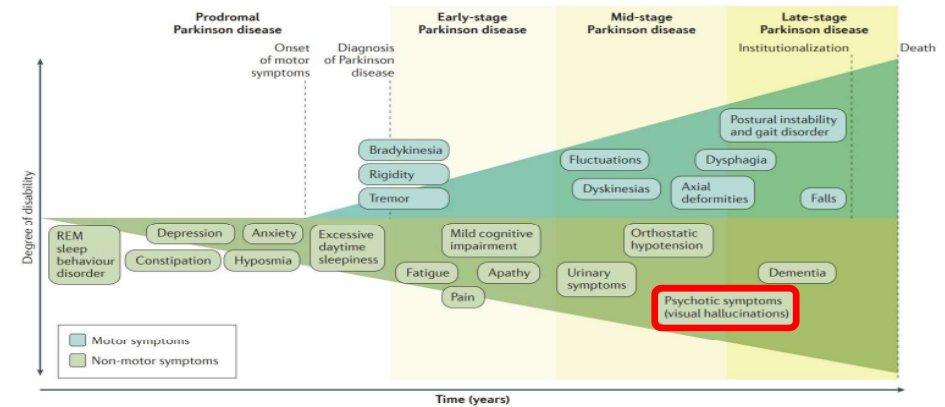 Prodromal
Parkinson disease
Early-stage
Parkinson disease
Mid-stage
Parkinson disease
Late-stage
Parkinson disease
Onset
of motor
symptoms
Diagnosis
of Parkinson
disease
Institutionalization
Death
Degree of disability
Bradykinesia
Rigidity
Tremor
Fluctuations
Dyskinesias
Postural instability
and gait disorder
Dysphagia
Axial
deformities
Falls
REM
sleep
behaviour
disorder
Depression
Constipation
Anxiety
Hyposmia
Excessive
daytime
sleepiness
Mild cognitive
impairment
Fatigue
Apathy
Pain
Orthostatic
hypotension
Urinary
symptoms
Dementia
Psychotic symptoms
(visual hallucinations)
Motor symptoms
Non-motor symptoms
Time (years)